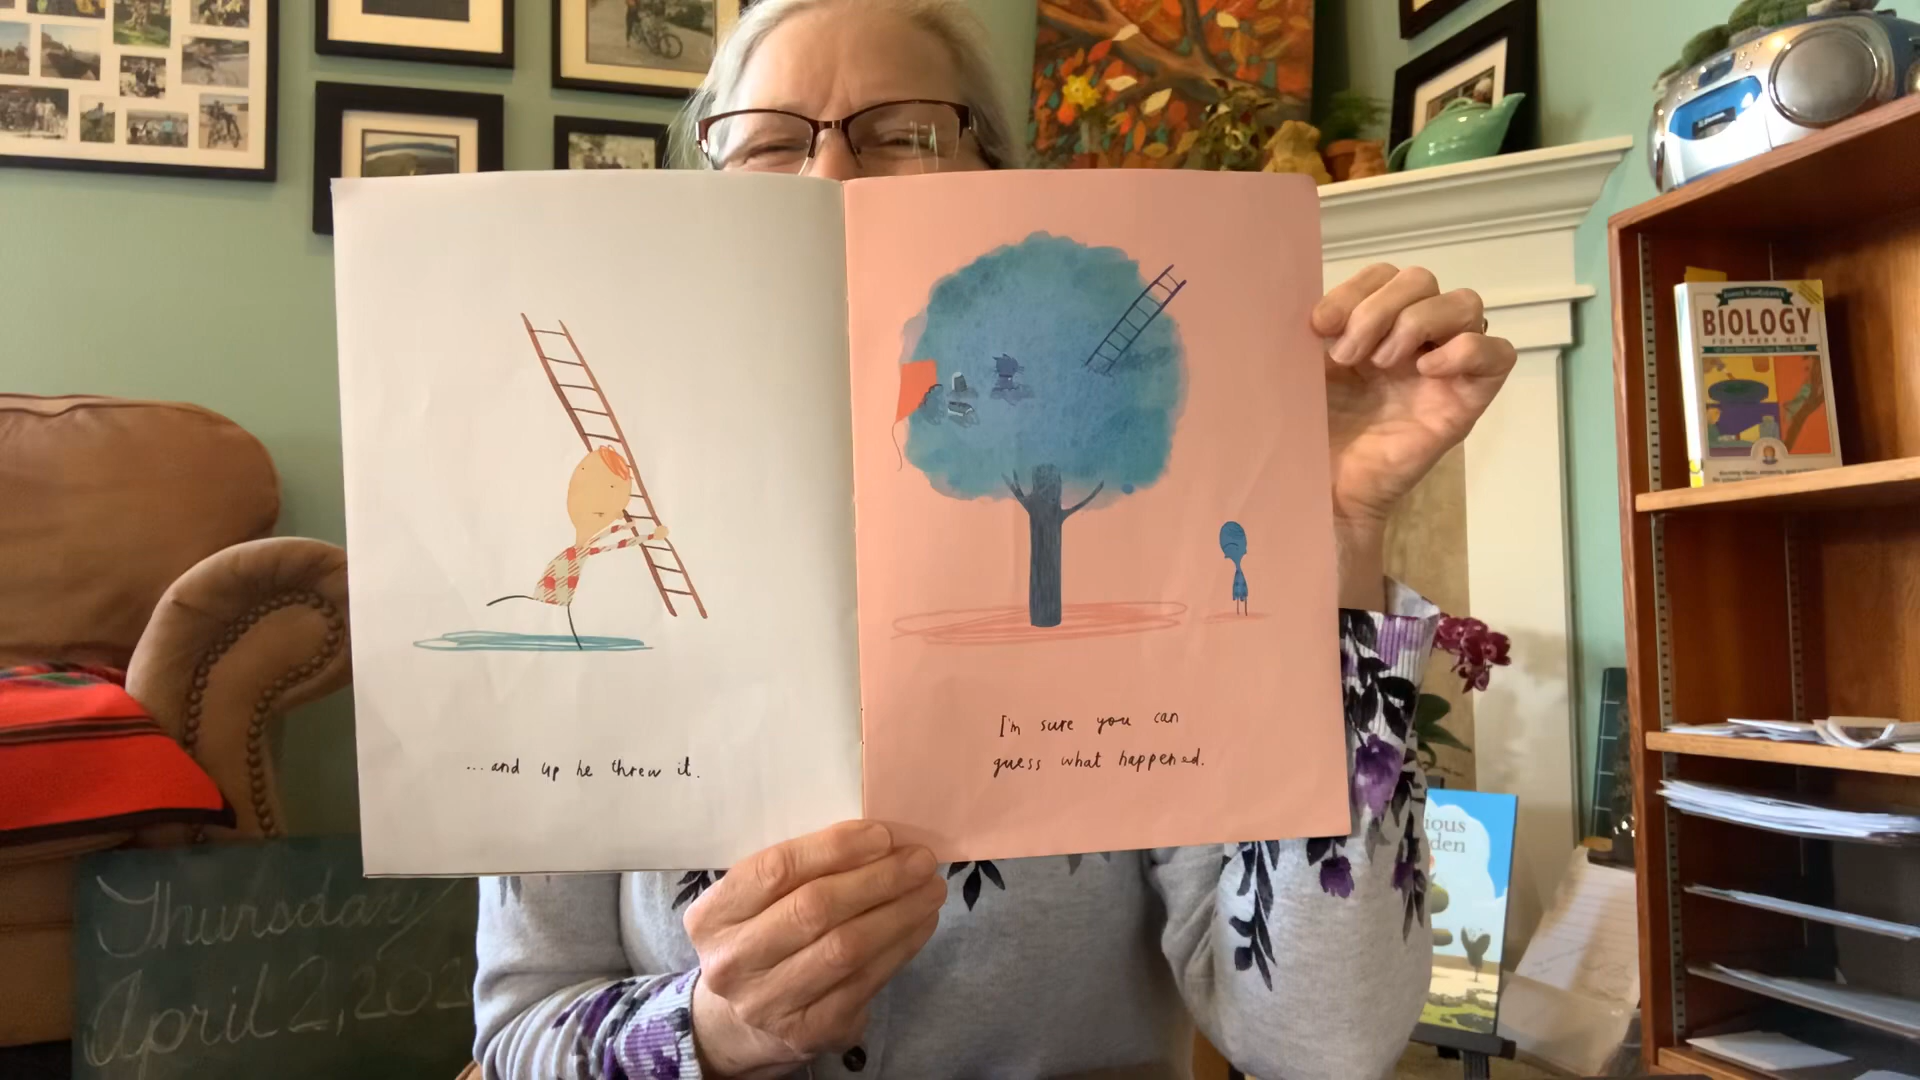 ...and up he threw it.
I'm sure you can
guess what happened.
BIOLOGY
FOR EVERY KID
Thursday
April 2, 202
ious
den